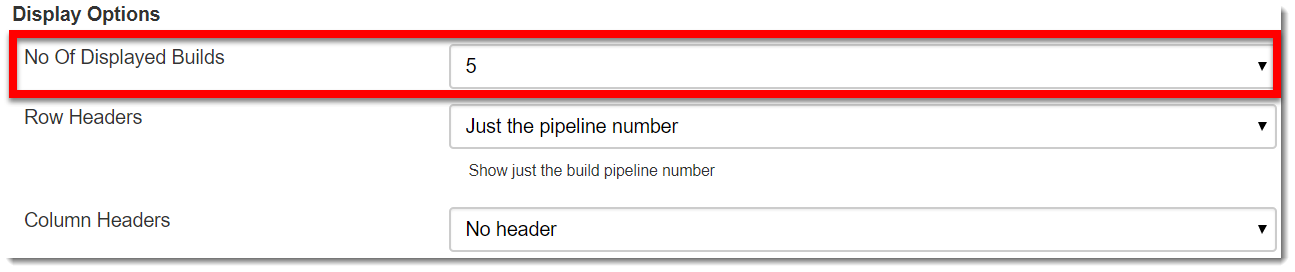 Display Options
No Of Displayed Builds
5
Row Headers
Just the pipeline number
Show just the build pipeline number
Column Headers
No header